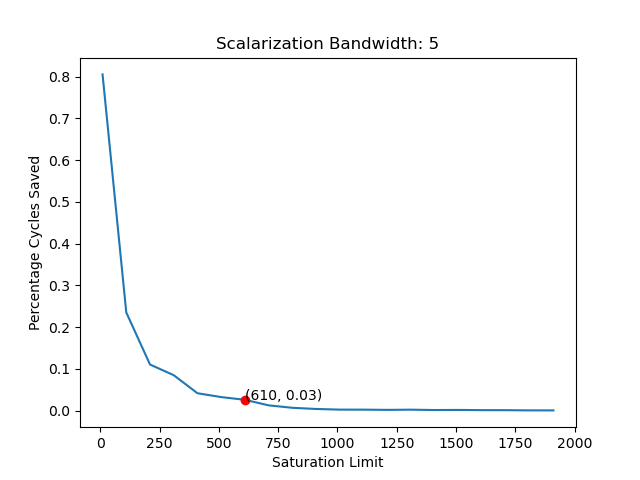 Scalarization Bandwidth: 5
Percentage Cycles Saved
0.8
0.7
0.6
0.5
0.4
0.3
0.2
0.1
0.0
(610, 0.03)
0 250 500 750 1000 1250 1500 1750 2000
Saturation Limit